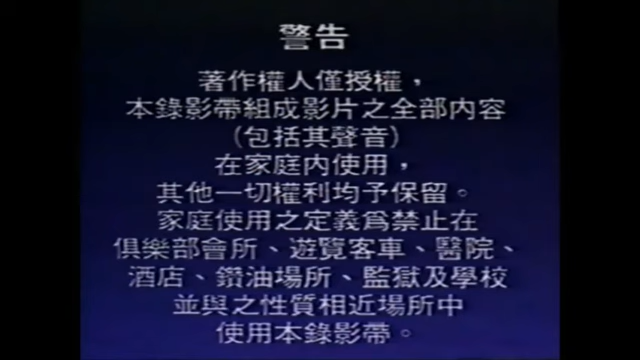 警告
著作權人僅授權，
本錄影帶組成影片之全部內容
(包括其聲音)
在家庭內使用，
其他一切權利均予保留。
家庭使用之定義爲禁止在
俱樂部會所、遊覽客車、醫院、
酒店、鑽油場所、監獄及學校
並與之性質相近場所中
使用本錄影帶。